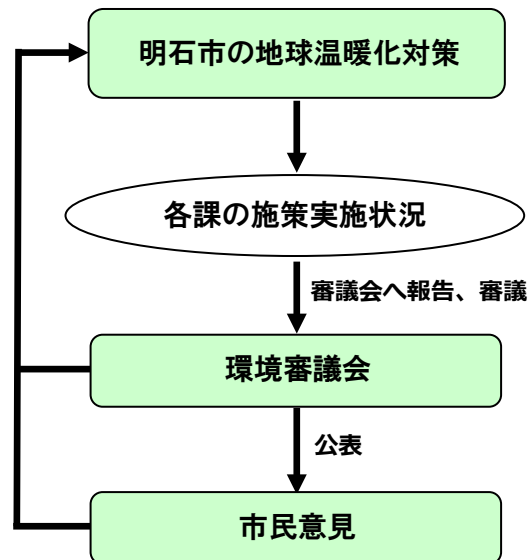 明石市の地球温暖化対策
各課の施策実施状況
審議会へ報告、審議
環境審議会
公表
市民意見